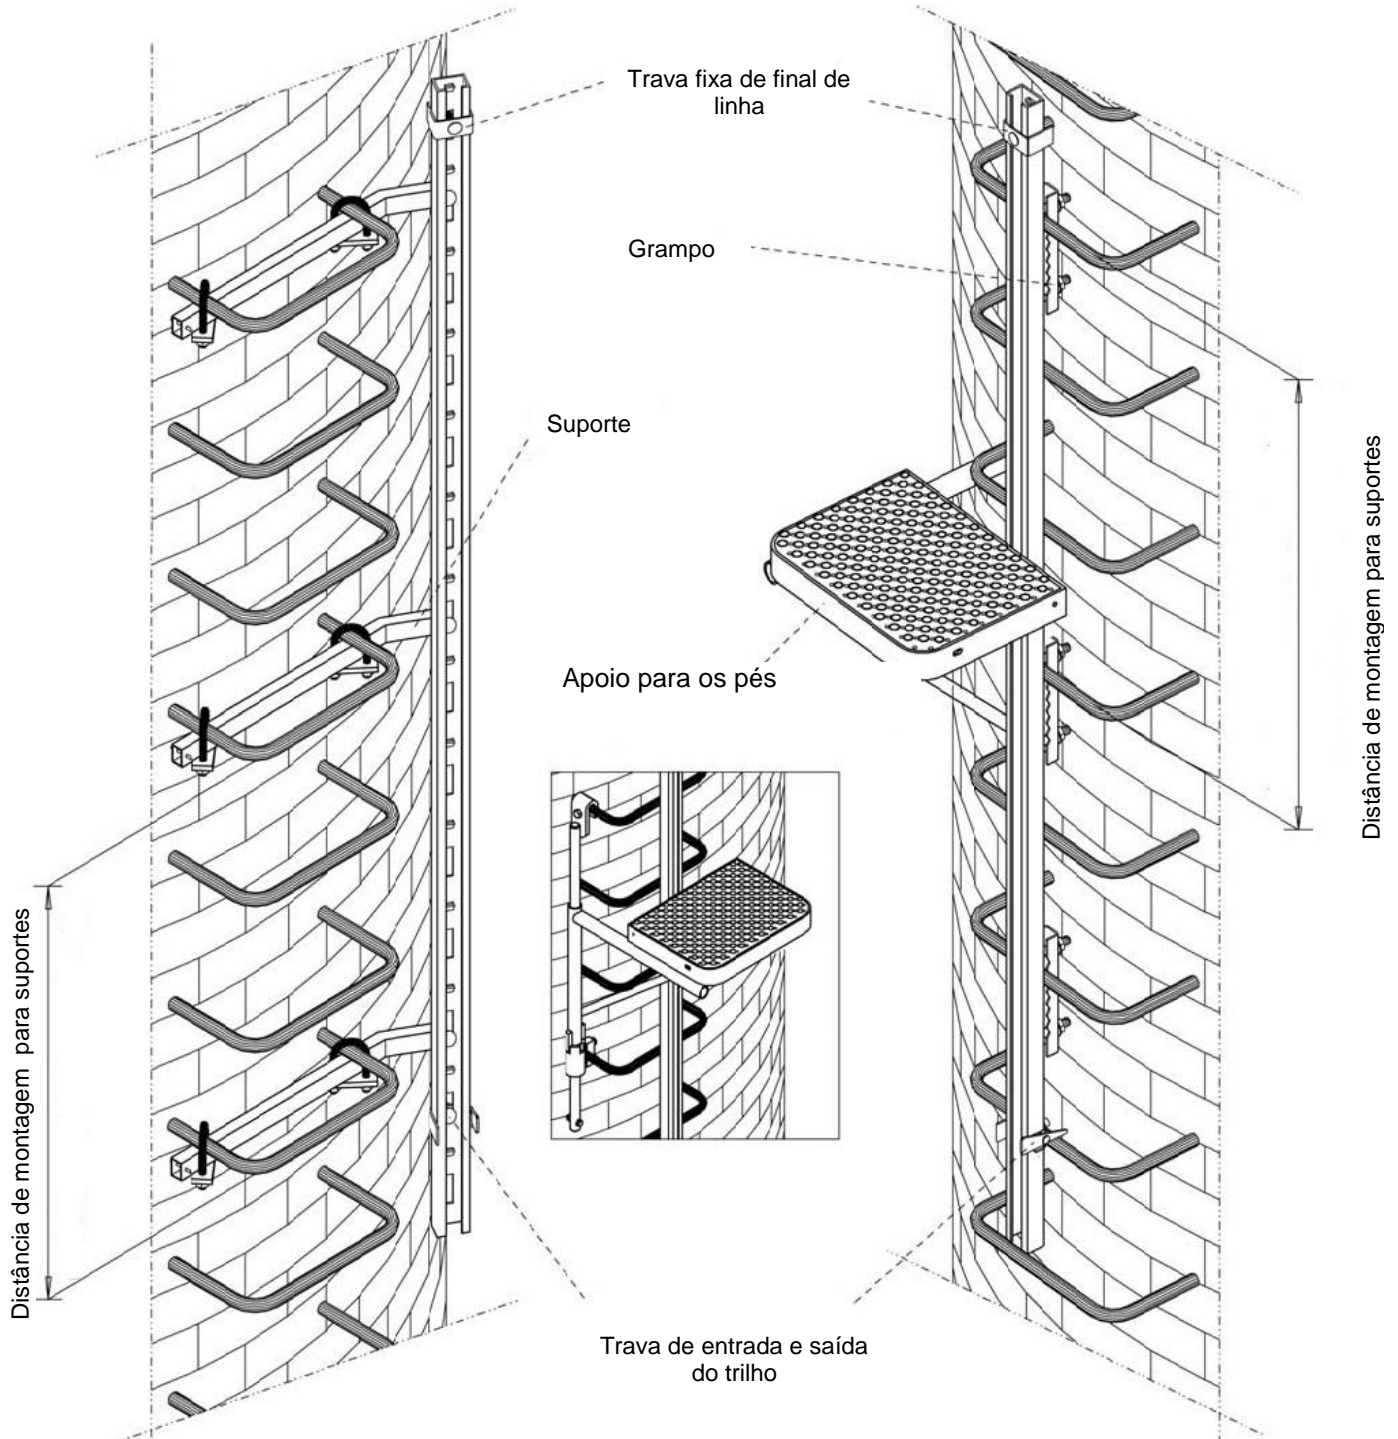 Trava fixa de final de
linha
Grampo
Suporte
Apoio para os pés
Distância de montagem para suportes
Distância de montagem para suportes
Trava de entrada e saída
do trilho